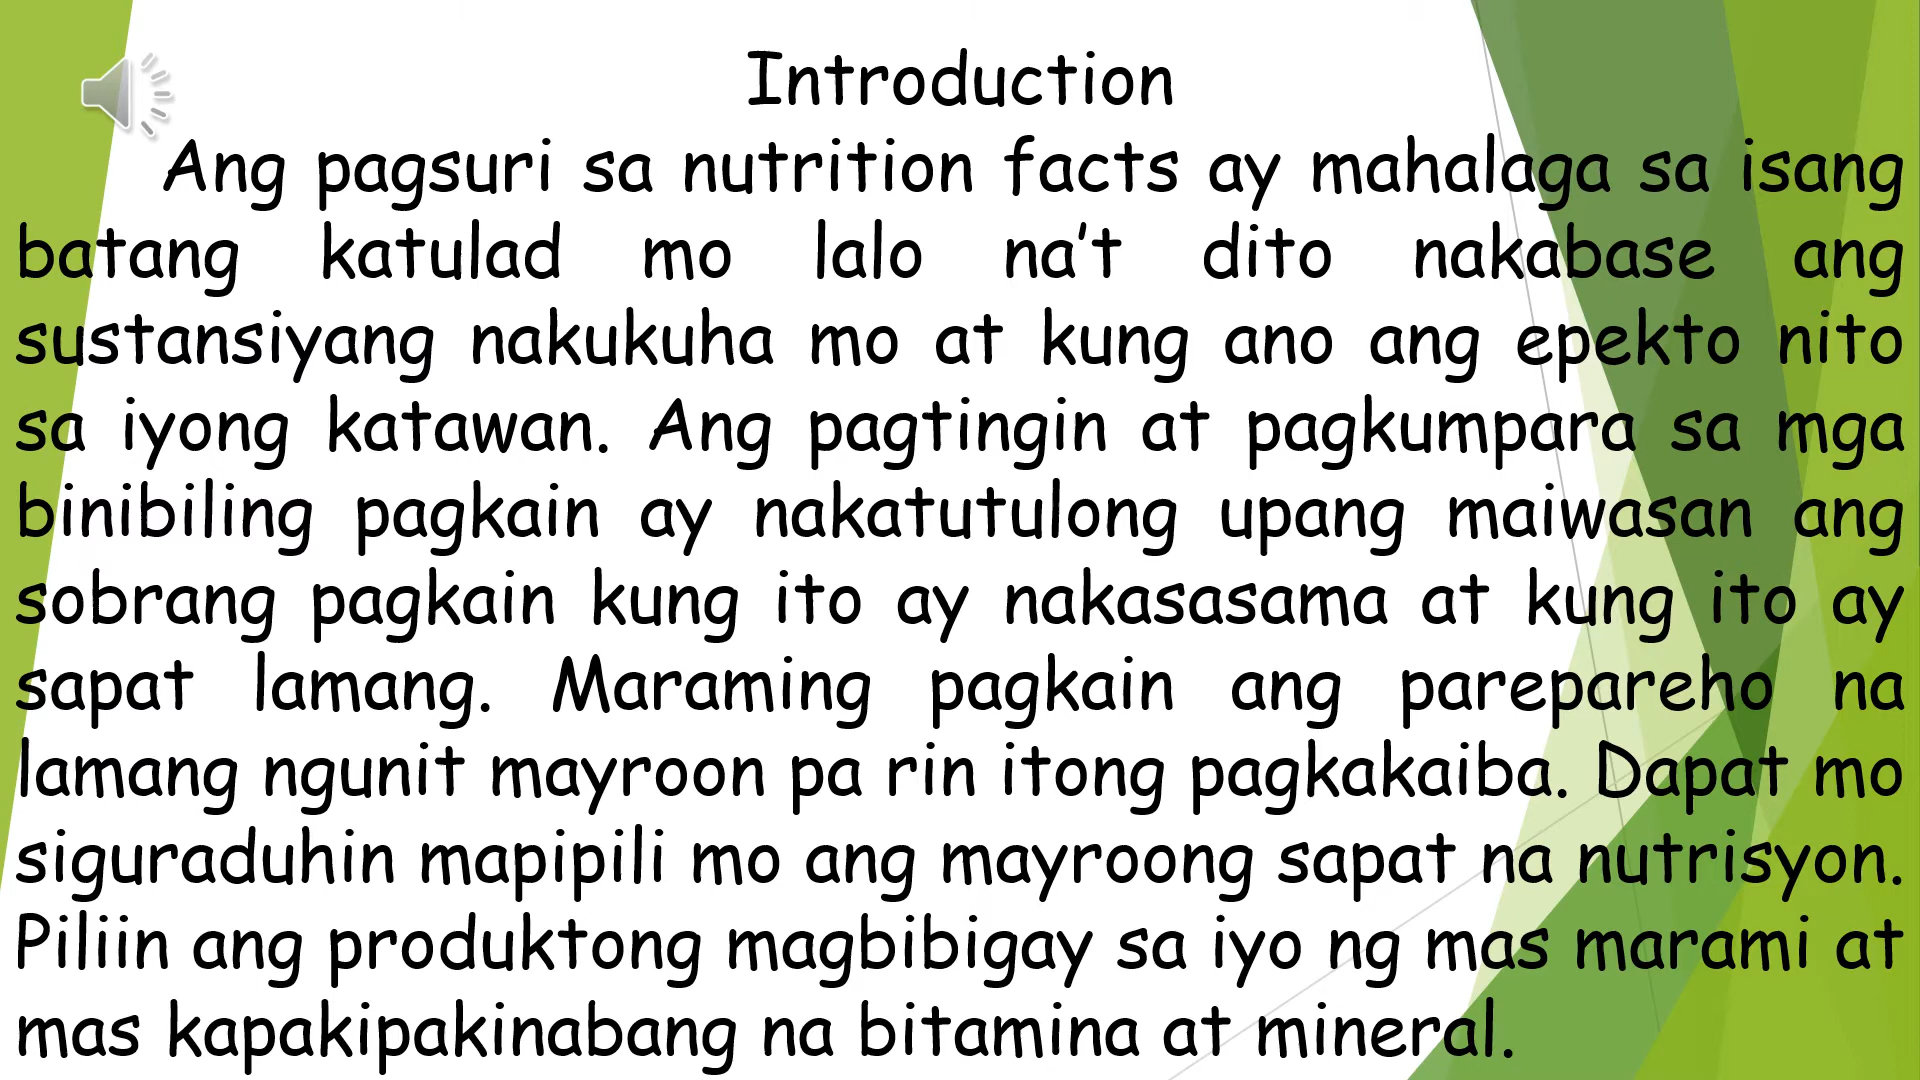 Introduction
Ang pagsuri sa nutrition facts ay mahalaga sa isang
batang katulad mo lalo na’t dito nakabase ang
sustansiyang nakukuha mo at kung ano ang epekto nito
sa iyong katawan. Ang pagtingin at pagkumpara sa mga
binibiling pagkain ay nakatutulong upang maiwasan ang
sobrang pagkain kung ito ay nakasasama at kung ito ay
sapat lamang. Maraming pagkain ang parepareho na
lamang ngunit mayroon pa rin itong pagkakaiba. Dapat mo
siguraduhin mapipili mo ang mayroong sapat na nutrisyon.
Piliin ang produktong magbibigay sa iyo ng mas marami at
mas kapakipakinabang na bitamina at mineral.